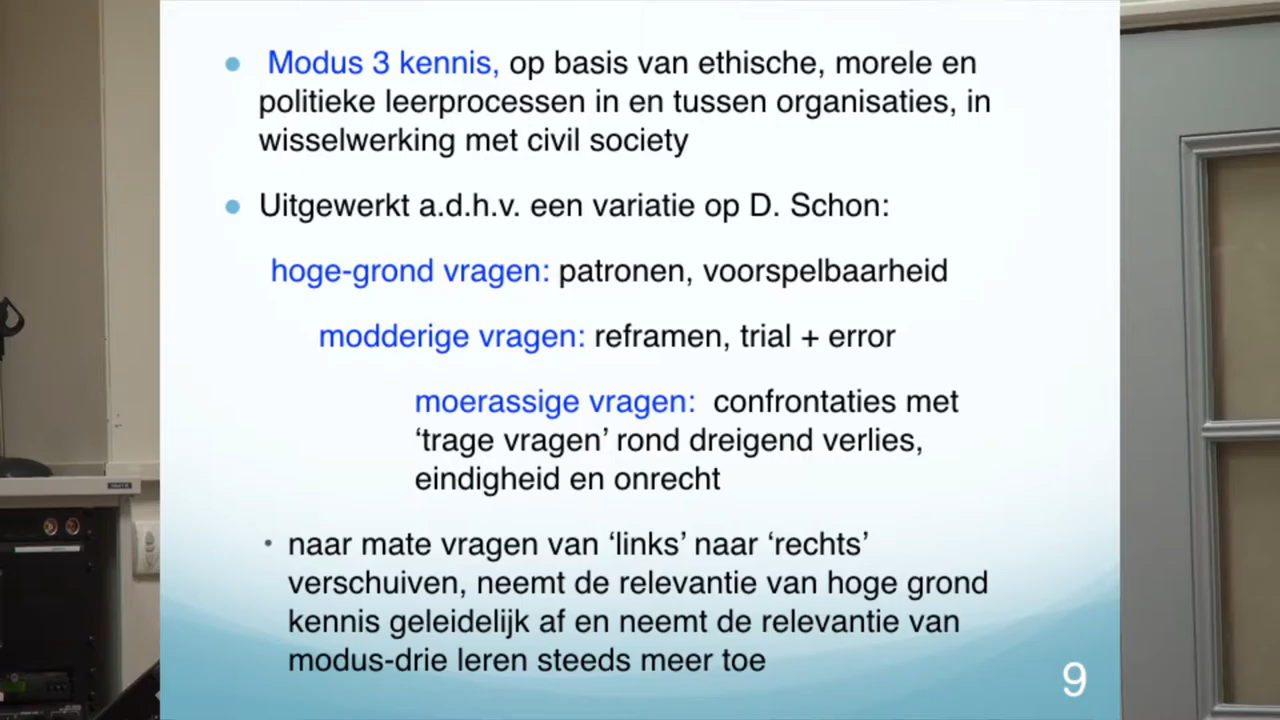 Modus 3 kennis, op basis van ethische, morele en
politieke leerprocessen in en tussen organisaties, in
wisselwerking met civil society
Uitgewerkt a.d.h.v. een variatie op D. Schon:
hoge-grond vragen: patronen, voorspelbaarheid
modderige vragen: reframen, trial + error
moerassige vragen: confrontaties met
‘trage vragen’ rond dreigend verlies,
eindigheid en onrecht
naar mate vragen van ‘links’ naar ‘rechts’
verschuiven, neemt de relevantie van hoge grond
kennis geleidelijk af en neemt de relevantie van
modus-drie leren steeds meer toe
9